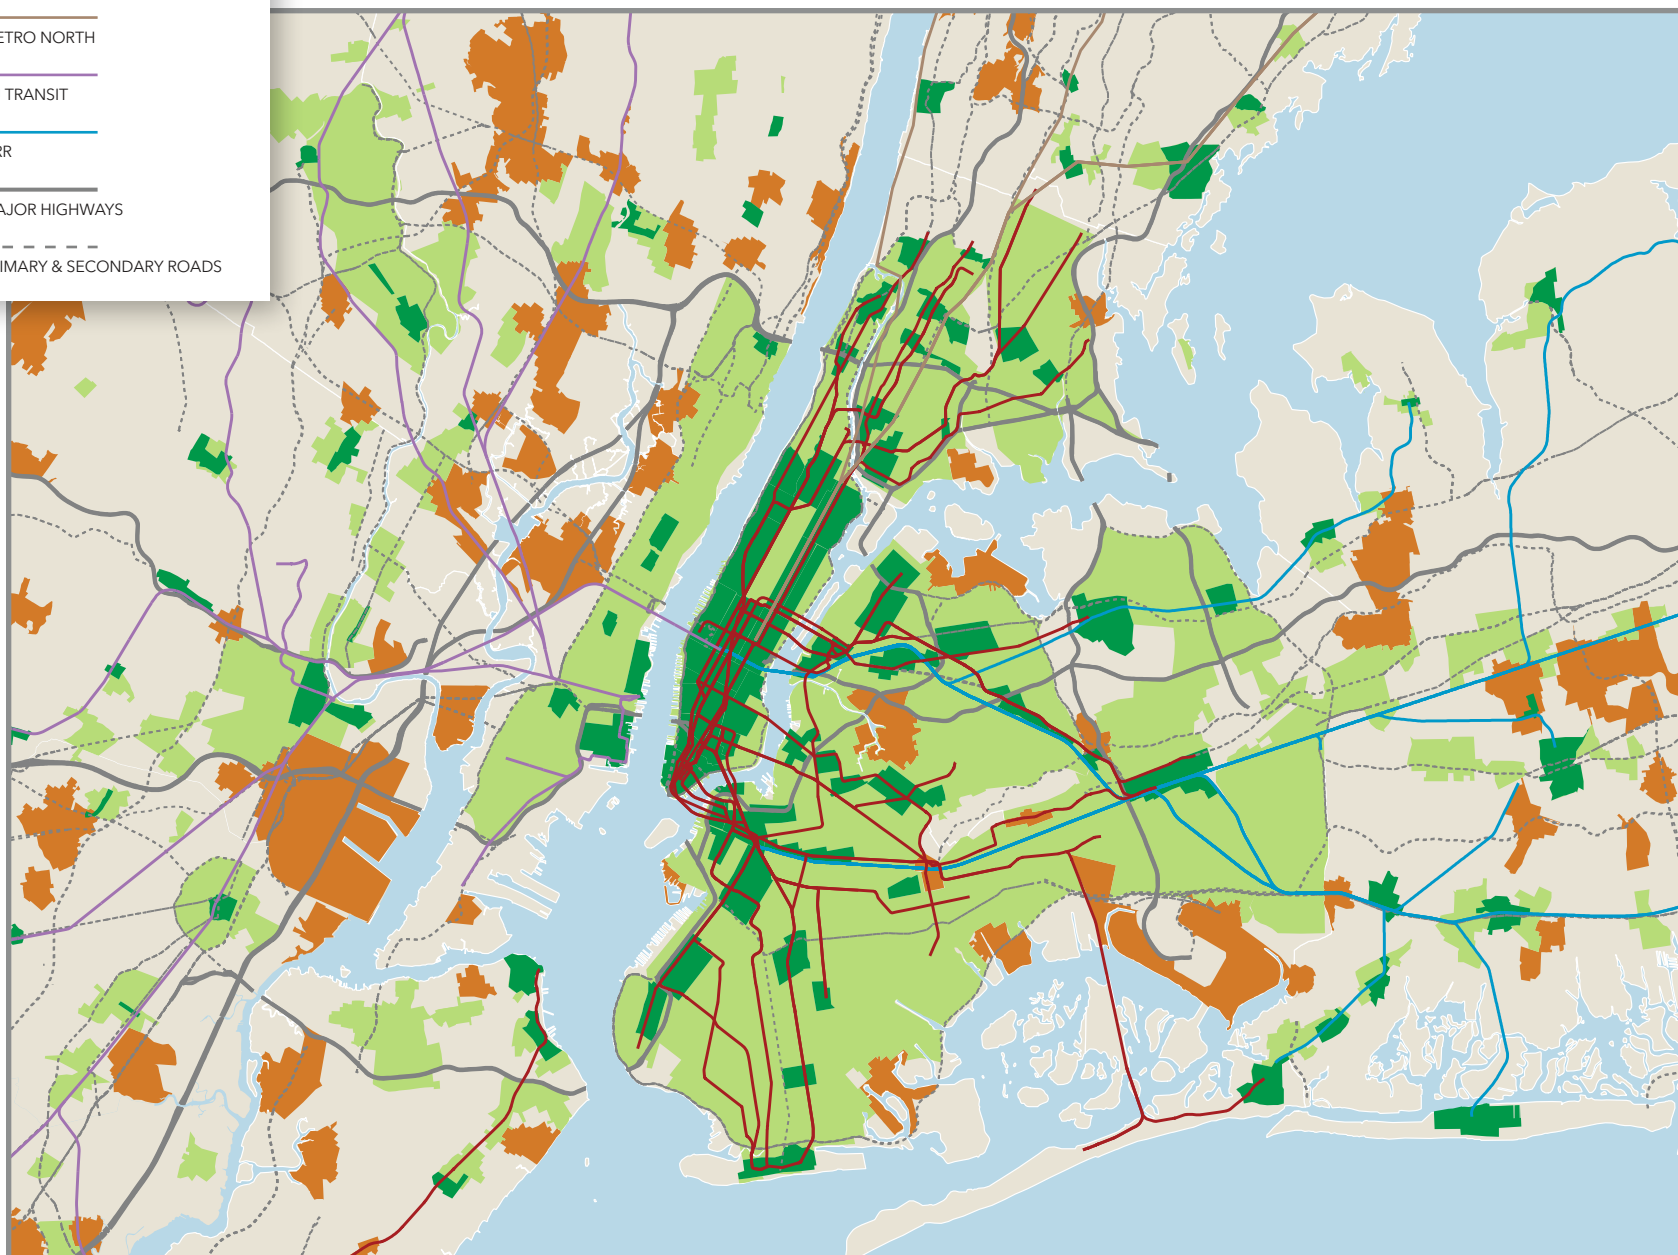 ETRO NORTH
TRANSIT
RR
AJOR HIGHWAYS
IMARY & SECONDARY ROADS